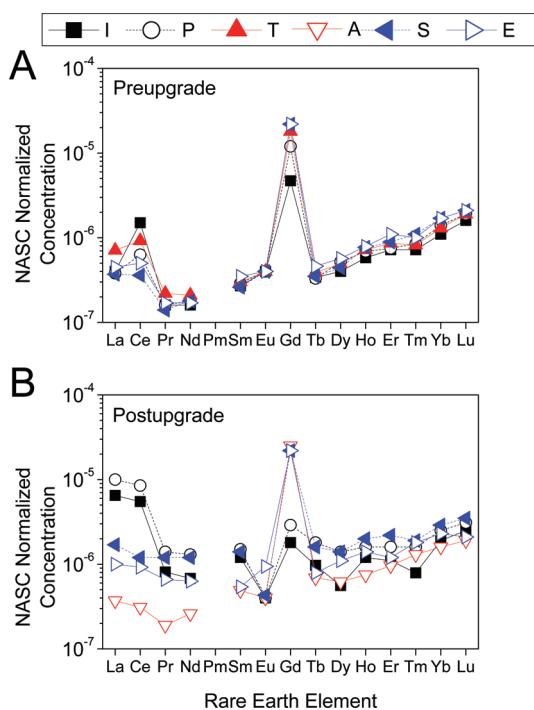 I P T A S E
A
Preupgrade
NASC Normalized
Concentration
10⁻⁴
10⁻⁵
10⁻⁶
10⁻⁷
La Ce Pr Nd Pm Sm Eu Gd Tb Dy Ho Er Tm Yb Lu
B
Postupgrade
NASC Normalized
Concentration
10⁻⁴
10⁻⁵
10⁻⁶
10⁻⁷
La Ce Pr Nd Pm Sm Eu Gd Tb Dy Ho Er Tm Yb Lu
Rare Earth Element